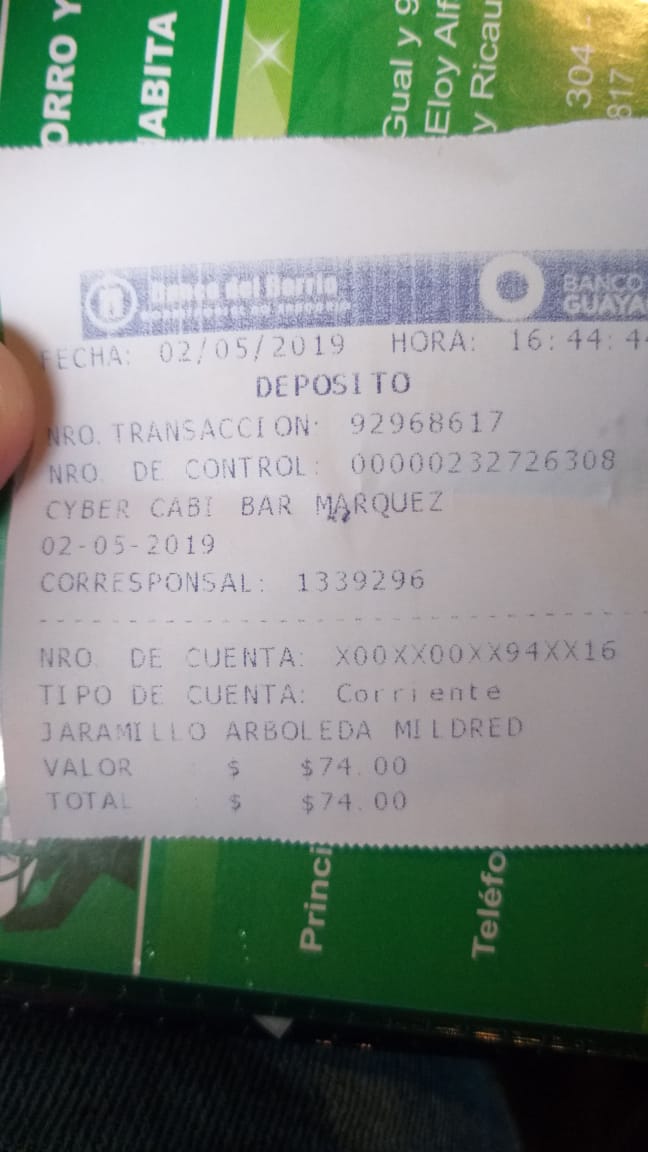 ORRO Y
ABITA
Gual y 9
Eloy Alf
y Ricau
304 -
817
Banco del Barrio
BANCO
GUAYA
FECHA: 02/05/2019 HORA: 16:44:4
DEPOSITO
NRO. TRANSACCION: 92968617
NRO. DE CONTROL: 00000232726308
CYBER CABI BAR MARQUEZ
02-05-2019
CORRESPONSAL: 1339296
NRO. DE CUENTA: X00XX00XX94XX16
TIPO DE CUENTA: Corriente
JARAMILLO ARBOLEDA MILDRED
VALOR : $ $74.00
TOTAL : $ $74.00
Princi
Teléfo